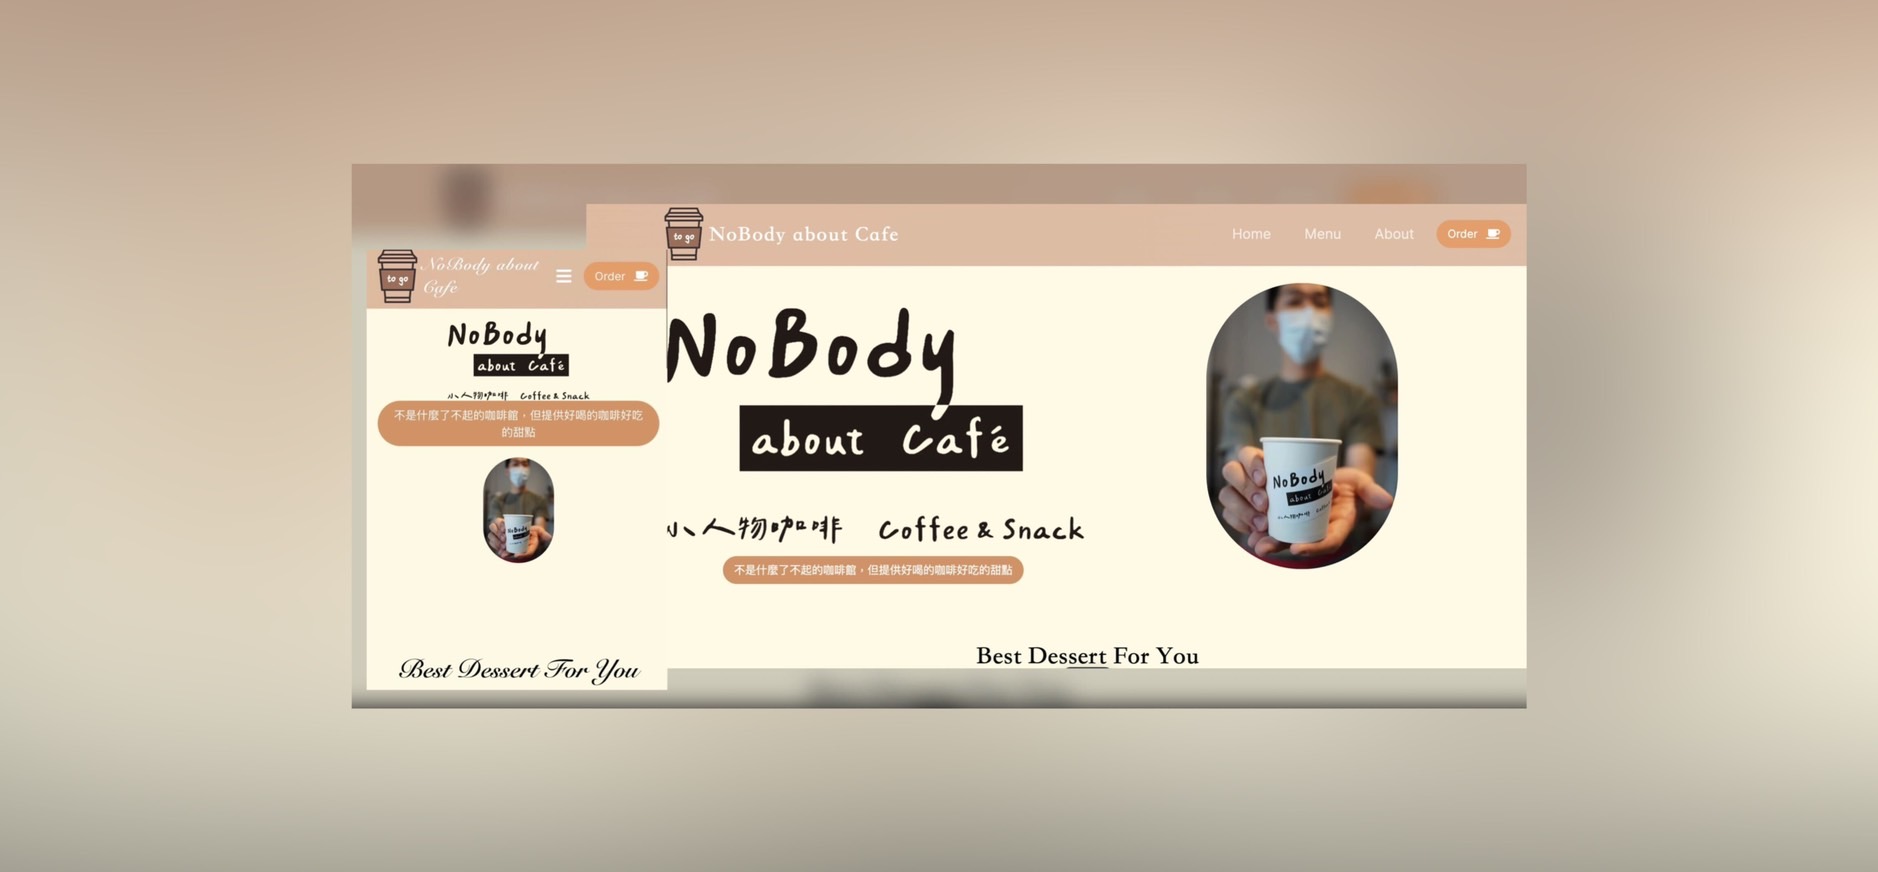 to go
NoBody about Cafe
Home Menu About Order
to go
NoBody about
Cafe
Order
NoBody
about Café
小人物咖啡 Coffee & Snack
不是什麼了不起的咖啡館，但提供好喝的咖啡好吃
的甜點
NoBody
about
Best Dessert For You
NoBody
about Café
小人物咖啡 Coffee & Snack
不是什麼了不起的咖啡館，但提供好喝的咖啡好吃的甜點
NoBody
about Café
Best Dessert For You